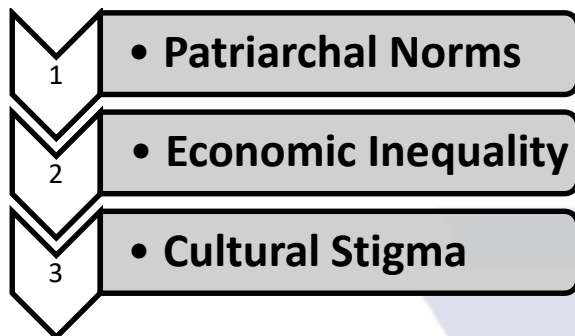 1
• Patriarchal Norms
2
• Economic Inequality
3
• Cultural Stigma